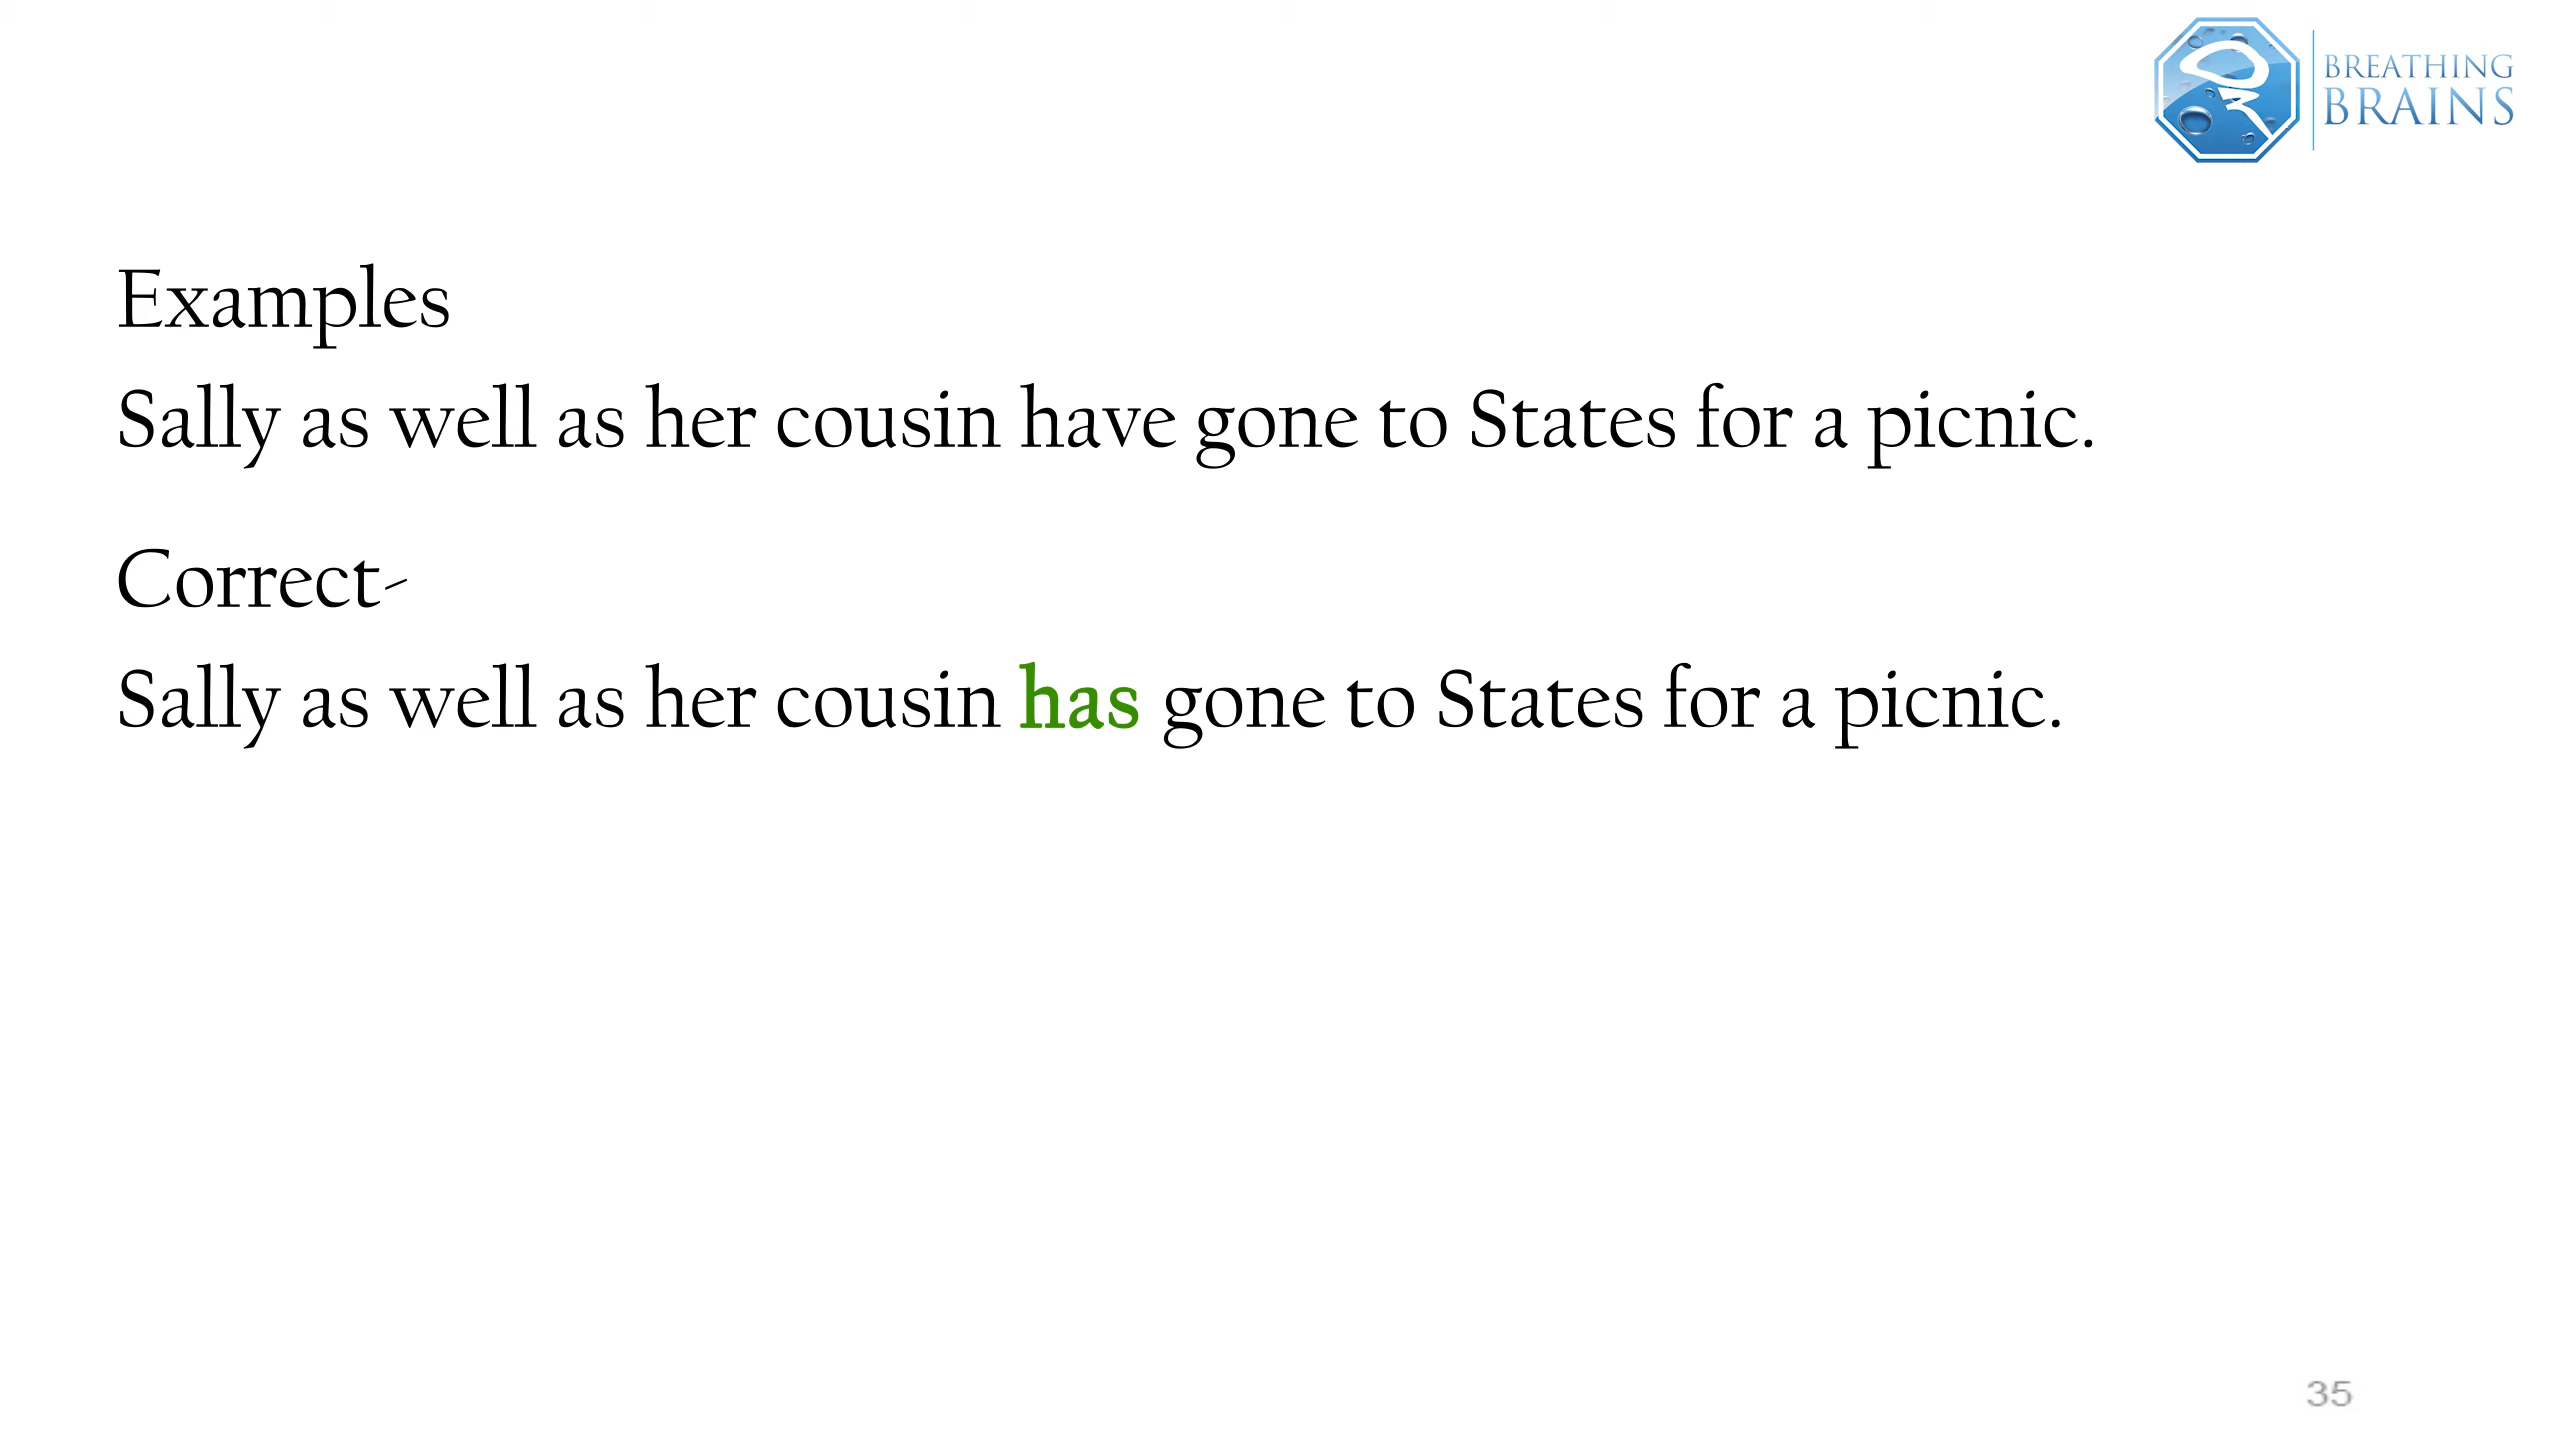 BREATHING
BRAINS
Examples
Sally as well as her cousin have gone to States for a picnic.
Correct-
Sally as well as her cousin has gone to States for a picnic.
35